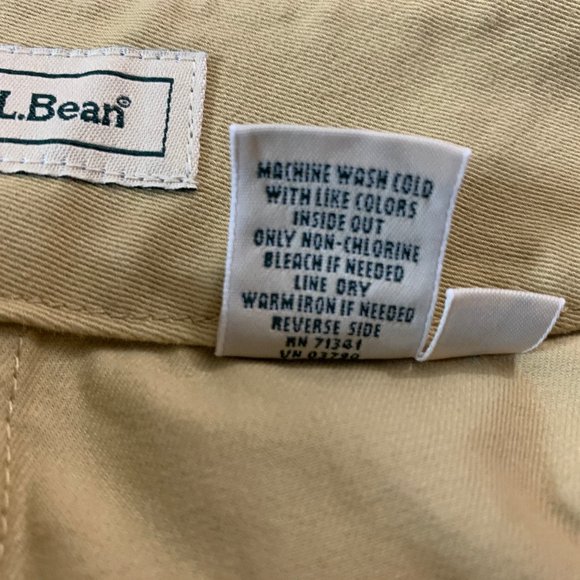 L.Bean®
MACHINE WASH COLD
WITH LIKE COLORS
INSIDE OUT
ONLY NON-CHLORINE
BLEACH IF NEEDED
LINE DRY
WARM IRON IF NEEDED
REVERSE SIDE
RN 71341
VN